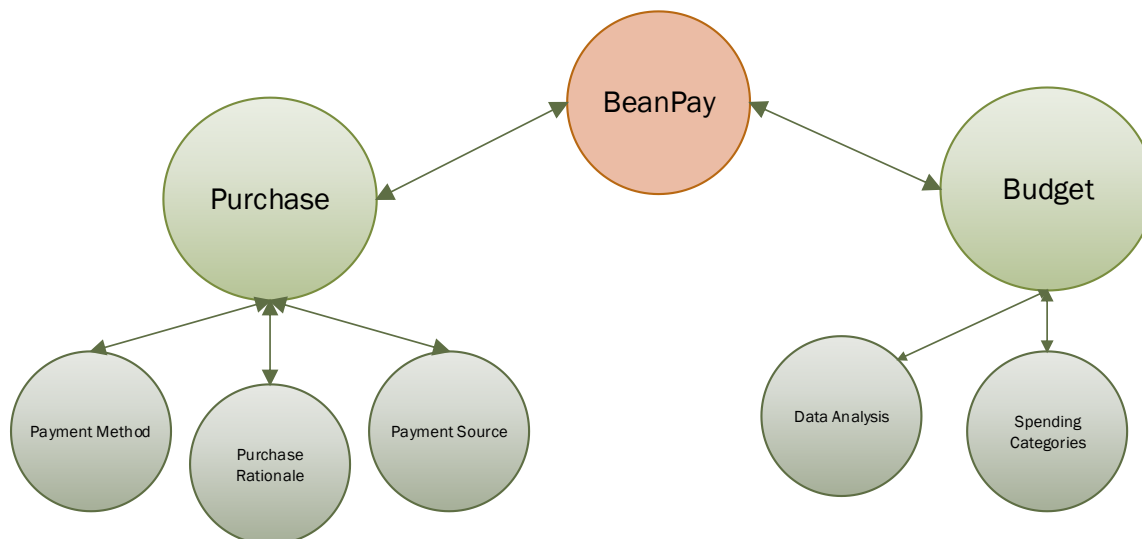 BeanPay
Purchase
Budget
Payment Method
Purchase
Rationale
Payment Source
Data Analysis
Spending
Categories